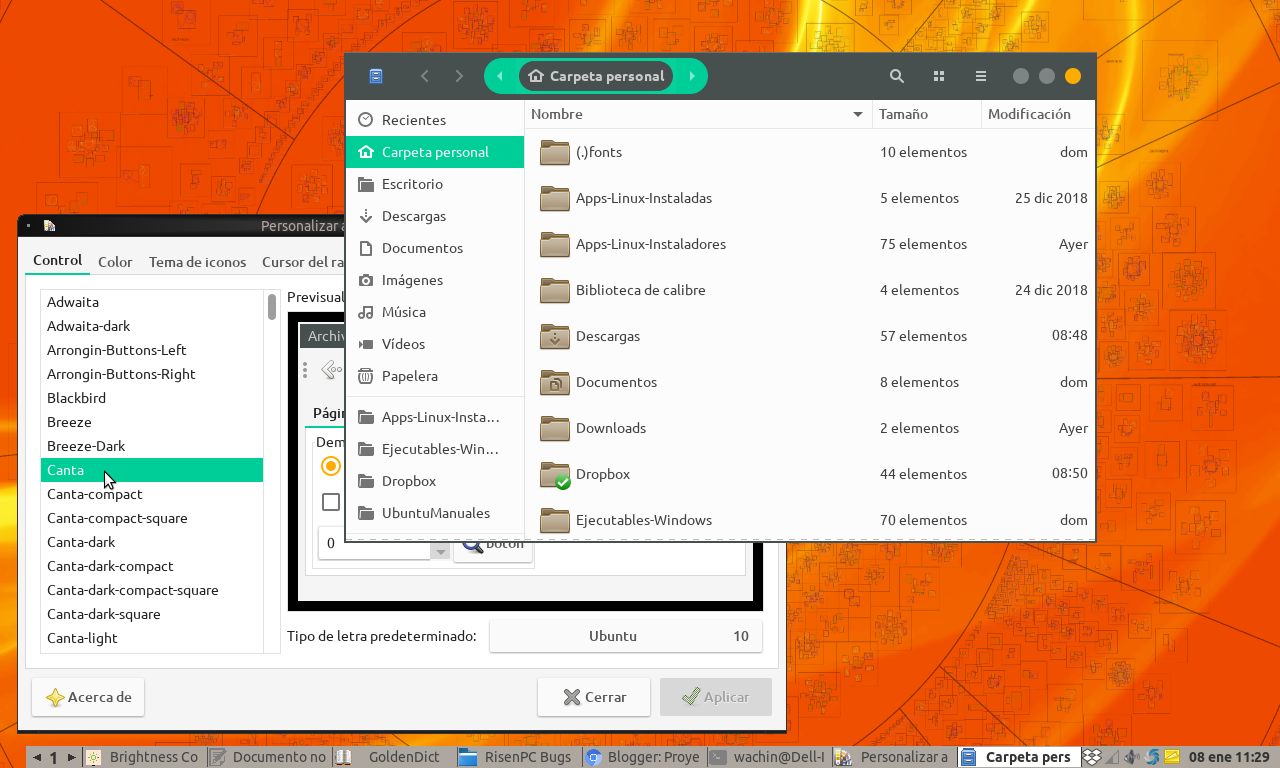 Carpeta personal
Nombre
Tamaño
Modificación
Recientes
Carpeta personal
Escritorio
Descargas
Documentos
Imágenes
Música
Vídeos
Papelera
Apps-Linux-Insta...
Ejecutables-Win...
Dropbox
UbuntuManuales
(.)fonts 10 elementos dom
Apps-Linux-Instaladas 5 elementos 25 dic 2018
Apps-Linux-Instaladores 75 elementos Ayer
Biblioteca de calibre 4 elementos 24 dic 2018
Descargas 57 elementos 08:48
Documentos 8 elementos dom
Downloads 2 elementos Ayer
Dropbox 44 elementos 08:50
Ejecutables-Windows 70 elementos dom
Personalizar a
Control Color Tema de iconos Cursor del ra
Adwaita
Adwaita-dark
Arrongin-Buttons-Left
Arrongin-Buttons-Right
Blackbird
Breeze
Breeze-Dark
Canta
Canta-compact
Canta-compact-square
Canta-dark
Canta-dark-compact
Canta-dark-compact-square
Canta-dark-square
Canta-light
Previsual
Archiv
Págin
Dem
0
Botón
Tipo de letra predeterminado: Ubuntu 10
Acerca de Cerrar Aplicar
1 Brightness Co Documento no GoldenDict RisenPC Bugs Blogger: Proye wachin@Dell-I Personalizar a Carpeta pers 08 ene 11:29